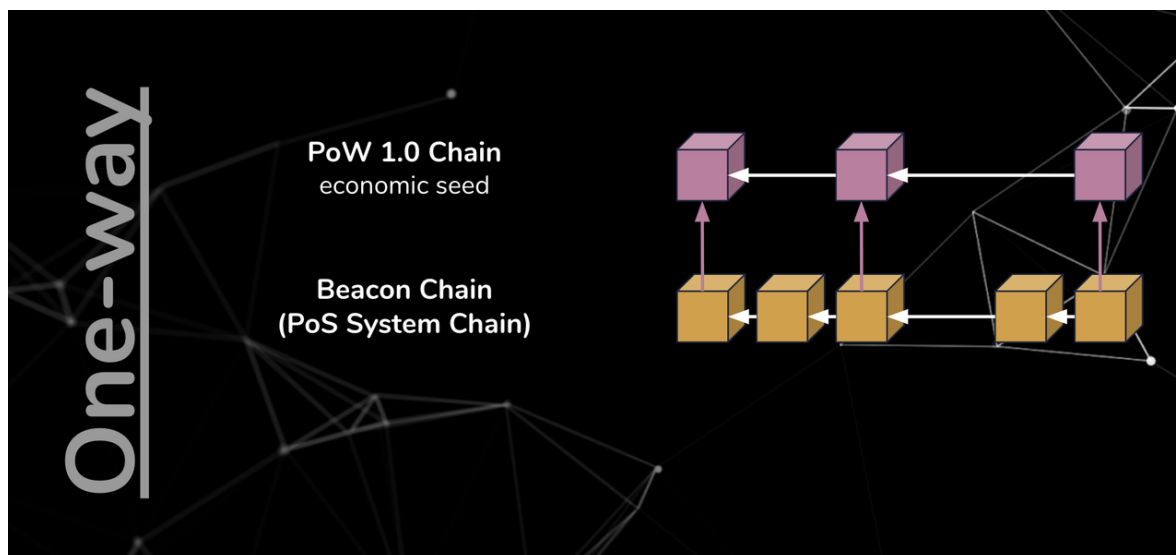 One-way
PoW 1.0 Chain
economic seed
Beacon Chain
(PoS System Chain)